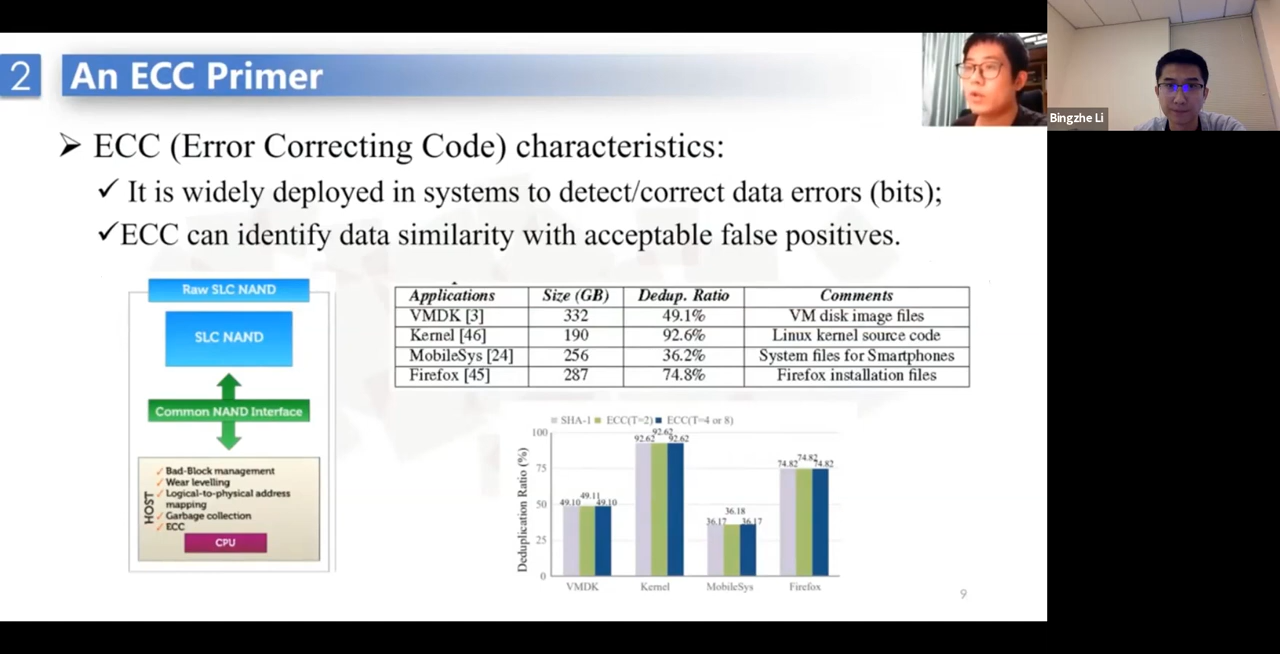 2 An ECC Primer
Bingzhe Li
➤ ECC (Error Correcting Code) characteristics:
✓ It is widely deployed in systems to detect/correct data errors (bits);
✓ECC can identify data similarity with acceptable false positives.
Raw SLC NAND
SLC NAND
Common NAND Interface
HOST
✓ Bad-Block management
✓ Wear levelling
✓ Logical-to-physical address
mapping
✓ Garbage collection
✓ ECC
CPU
Applications Size (GB) Dedup. Ratio Comments
VMDK [3] 332 49.1% VM disk image files
Kernel [46] 190 92.6% Linux kernel source code
MobileSys [24] 256 36.2% System files for Smartphones
Firefox [45] 287 74.8% Firefox installation files
SHA-1 ECC(T=2) ECC(T=4 or 8)
Deduplication Ratio (%)
100
75
50
25
0
49.10 49.11 49.10
92.62 92.62 92.62
36.17 36.18 36.17
74.82 74.82 74.82
VMDK Kernel MobileSys Firefox
9